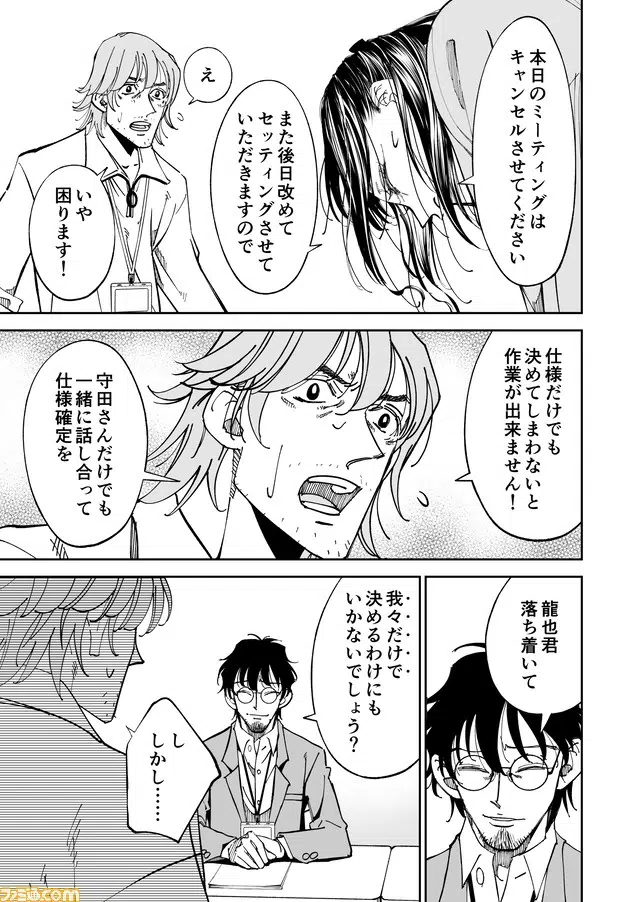 本日のミーティングは
キャンセルさせてください
また後日改めて
セッティングさせて
いただきますので
え
いや
困ります！
仕様だけでも
決めてしまわないと
作業が出来ません！
守田さんだけでも
一緒に話し合って
仕様確定を
龍也君
落ち着いて
我々だけで
決めるわけにも
いかないでしょう？
し
しかし……
ファミ通.com